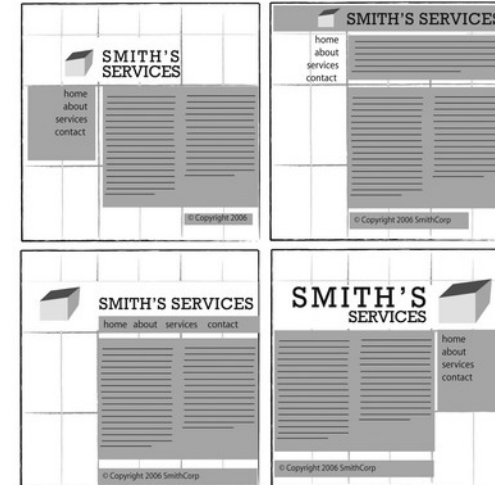 SMITH'S
SERVICES
home
about
services
contact
© Copyright 2006
SMITH'S SERVICES
home
about
services
contact
© Copyright 2006 SmithCorp
SMITH'S SERVICES
home about services contact
© Copyright 2006 SmithCorp
SMITH'S
SERVICES
home
about
services
contact
© Copyright 2006 SmithCorp